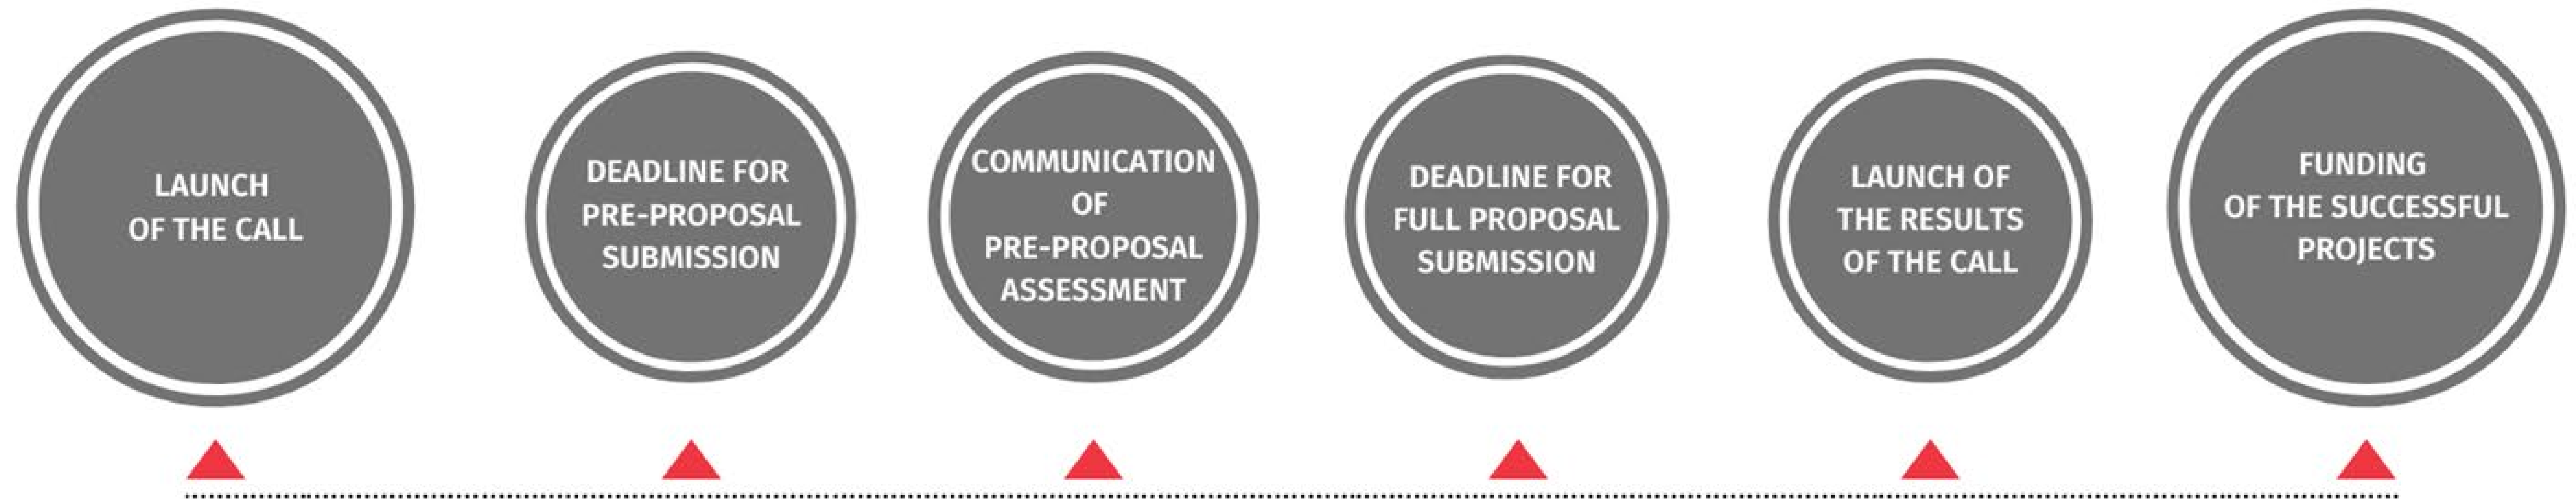 LAUNCH
OF THE CALL
DEADLINE FOR
PRE-PROPOSAL
SUBMISSION
COMMUNICATION
OF
PRE-PROPOSAL
ASSESSMENT
DEADLINE FOR
FULL PROPOSAL
SUBMISSION
LAUNCH OF
THE RESULTS
OF THE CALL
FUNDING
OF THE SUCCESSFUL
PROJECTS